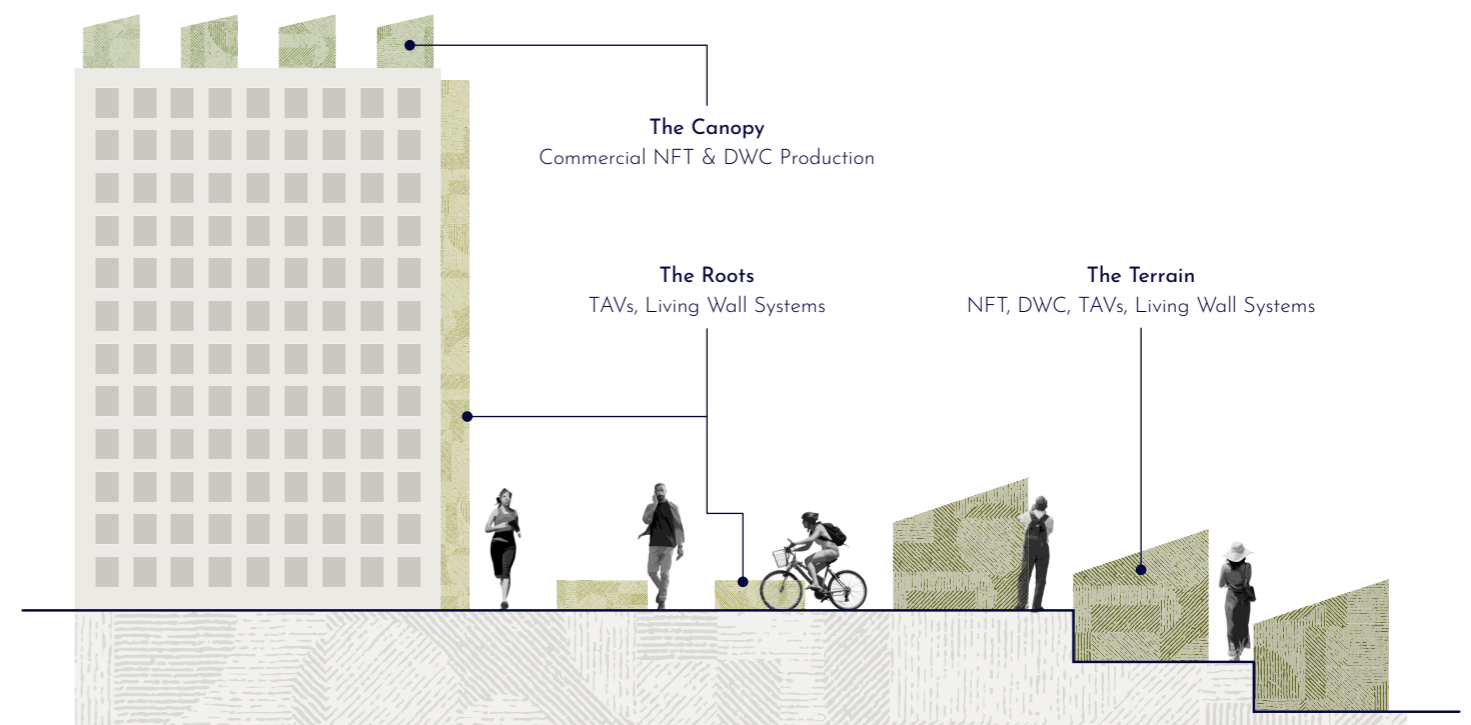 The Canopy
Commercial NFT & DWC Production
The Roots
TAVs, Living Wall Systems
The Terrain
NFT, DWC, TAVs, Living Wall Systems